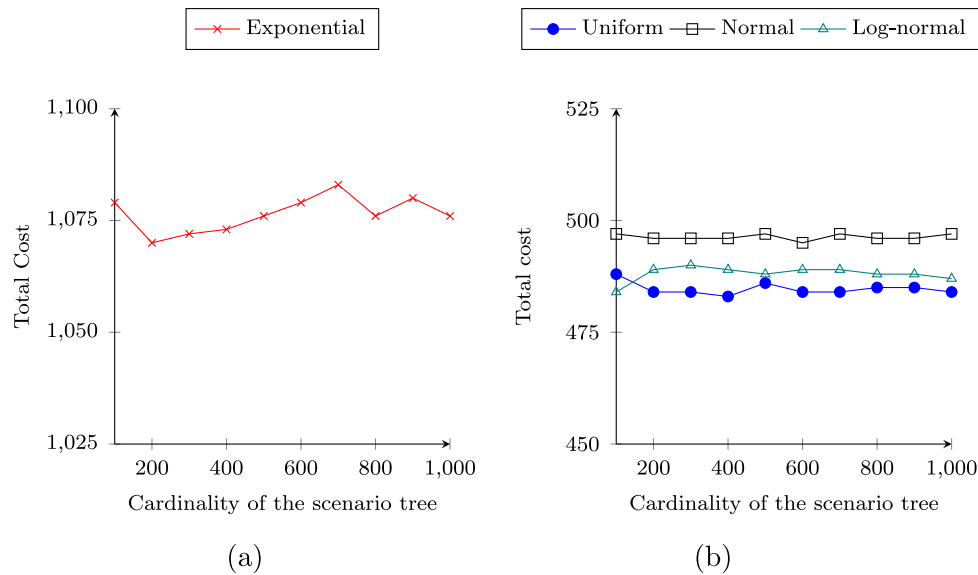 Exponential
1,100
1,075
1,050
1,025
Total Cost
200 400 600 800 1,000
Cardinality of the scenario tree
(a)
Uniform Normal Log-normal
525
500
475
450
Total cost
200 400 600 800 1,000
Cardinality of the scenario tree
(b)